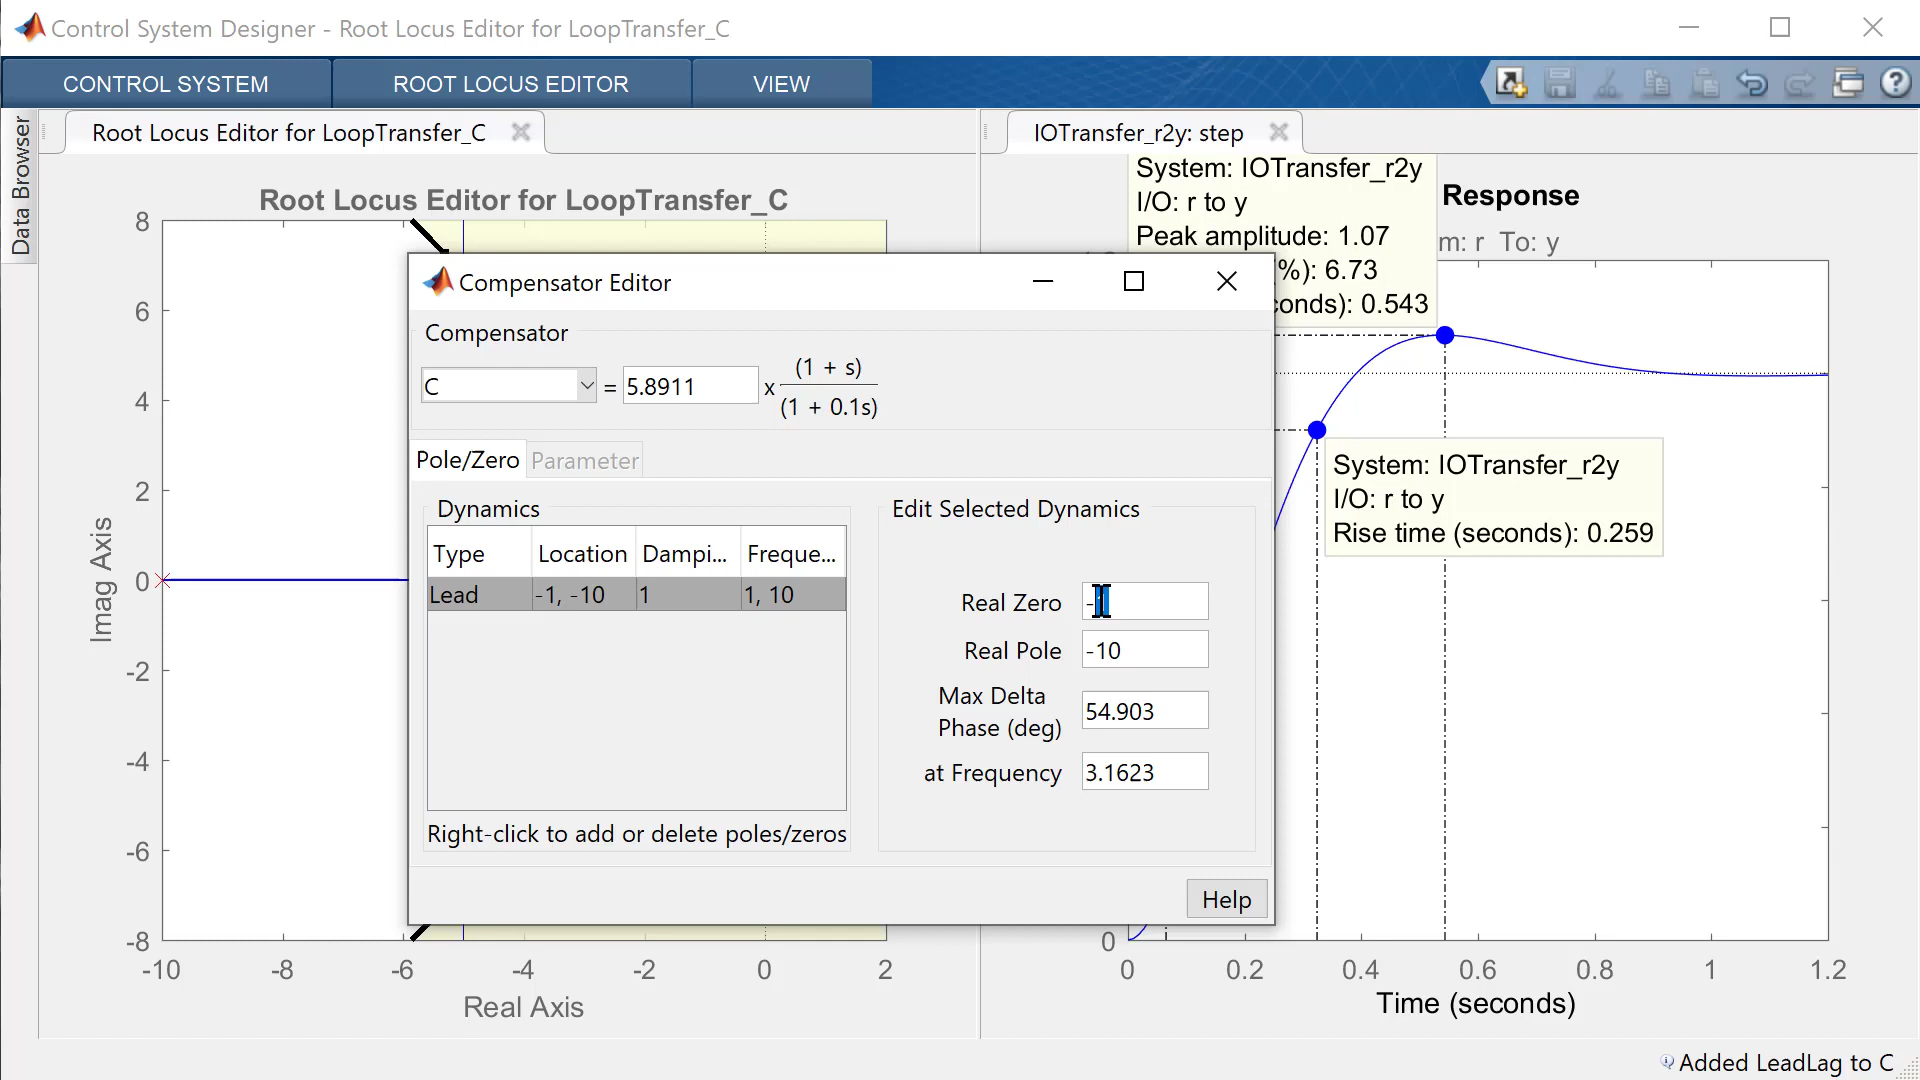 Control System Designer - Root Locus Editor for LoopTransfer_C
CONTROL SYSTEM
ROOT LOCUS EDITOR
VIEW
Data Browser
Root Locus Editor for LoopTransfer_C
IOTransfer_r2y: step
Root Locus Editor for LoopTransfer_C
8
6
4
2
0
-2
-4
-6
-8
Imag Axis
-10
-8
-6
-4
-2
0
2
Real Axis
System: IOTransfer_r2y
I/O: r to y
Peak amplitude: 1.07
(%): 6.73
conds): 0.543
Response
m: r To: y
System: IOTransfer_r2y
I/O: r to y
Rise time (seconds): 0.259
0
0
0.2
0.4
0.6
0.8
1
1.2
Time (seconds)
Compensator Editor
Compensator
C
=
5.8911
x
(1 + s)
(1 + 0.1s)
Pole/Zero
Parameter
Dynamics
Type Location Dampi... Freque...
Lead -1, -10 1 1, 10
Right-click to add or delete poles/zeros
Edit Selected Dynamics
Real Zero
Real Pole -10
Max Delta
Phase (deg) 54.903
at Frequency 3.1623
Help
Added LeadLag to C